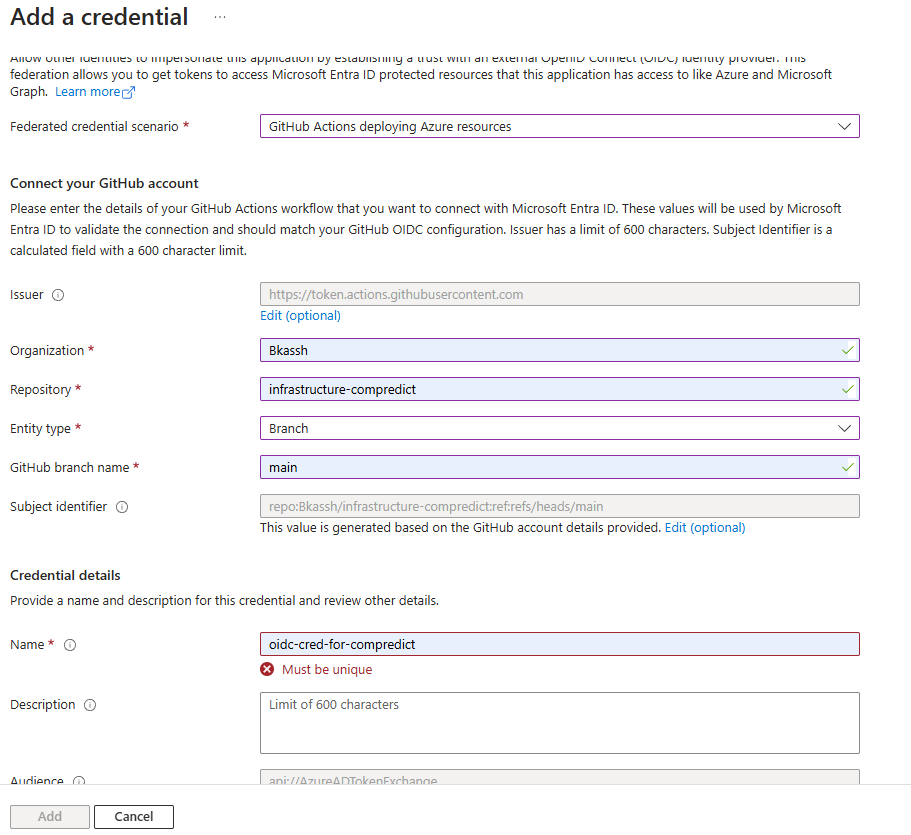 Add a credential ...
Allow other identities to impersonate this application by establishing a trust with an external OpenID Connect (OIDC) identity provider. This
federation allows you to get tokens to access Microsoft Entra ID protected resources that this application has access to like Azure and Microsoft
Graph. Learn more
Federated credential scenario *
GitHub Actions deploying Azure resources
Connect your GitHub account
Please enter the details of your GitHub Actions workflow that you want to connect with Microsoft Entra ID. These values will be used by Microsoft
Entra ID to validate the connection and should match your GitHub OIDC configuration. Issuer has a limit of 600 characters. Subject Identifier is a
calculated field with a 600 character limit.
Issuer
https://token.actions.githubusercontent.com
Edit (optional)
Organization *
Bkassh
Repository *
infrastructure-compredict
Entity type *
Branch
GitHub branch name *
main
Subject identifier
repo:Bkassh/infrastructure-compredict:ref:refs/heads/main
This value is generated based on the GitHub account details provided. Edit (optional)
Credential details
Provide a name and description for this credential and review other details.
Name *
oidc-cred-for-compredict
Must be unique
Description
Limit of 600 characters
Audience
api://AzureADTokenExchange
Add
Cancel